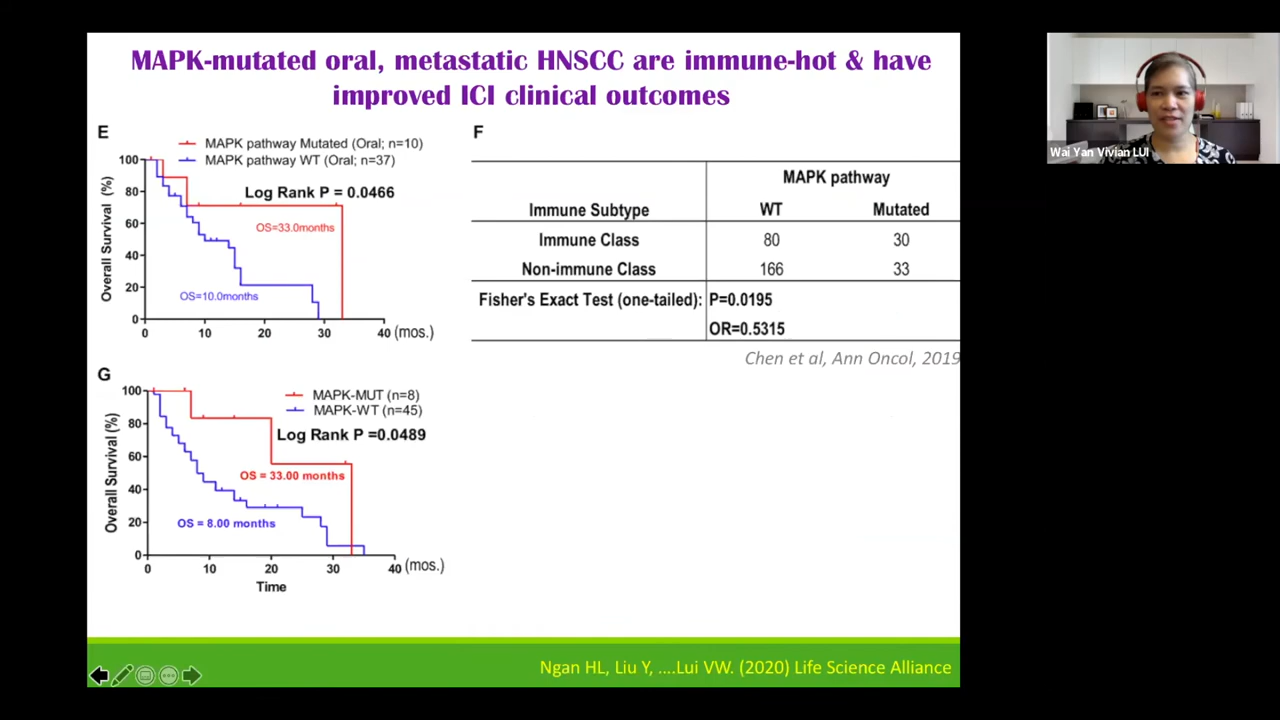 MAPK-mutated oral, metastatic HNSCC are immune-hot & have
improved ICI clinical outcomes
E
MAPK pathway Mutated (Oral; n=10)
MAPK pathway WT (Oral; n=37)
Log Rank P = 0.0466
OS=33.0months
OS=10.0months
Overall Survival (%)
100
80
60
40
20
0
0 10 20 30 40 (mos.)
F
MAPK pathway
Immune Subtype WT Mutated
Immune Class 80 30
Non-immune Class 166 33
Fisher's Exact Test (one-tailed): P=0.0195
OR=0.5315
Chen et al, Ann Oncol, 2019
G
MAPK-MUT (n=8)
MAPK-WT (n=45)
Log Rank P =0.0489
OS = 33.00 months
OS = 8.00 months
Overall Survival (%)
100
80
60
40
20
0
0 10 20 30 40 (mos.)
Time
Ngan HL, Liu Y, ....Lui VW. (2020) Life Science Alliance
Wai Yan Vivian LUI